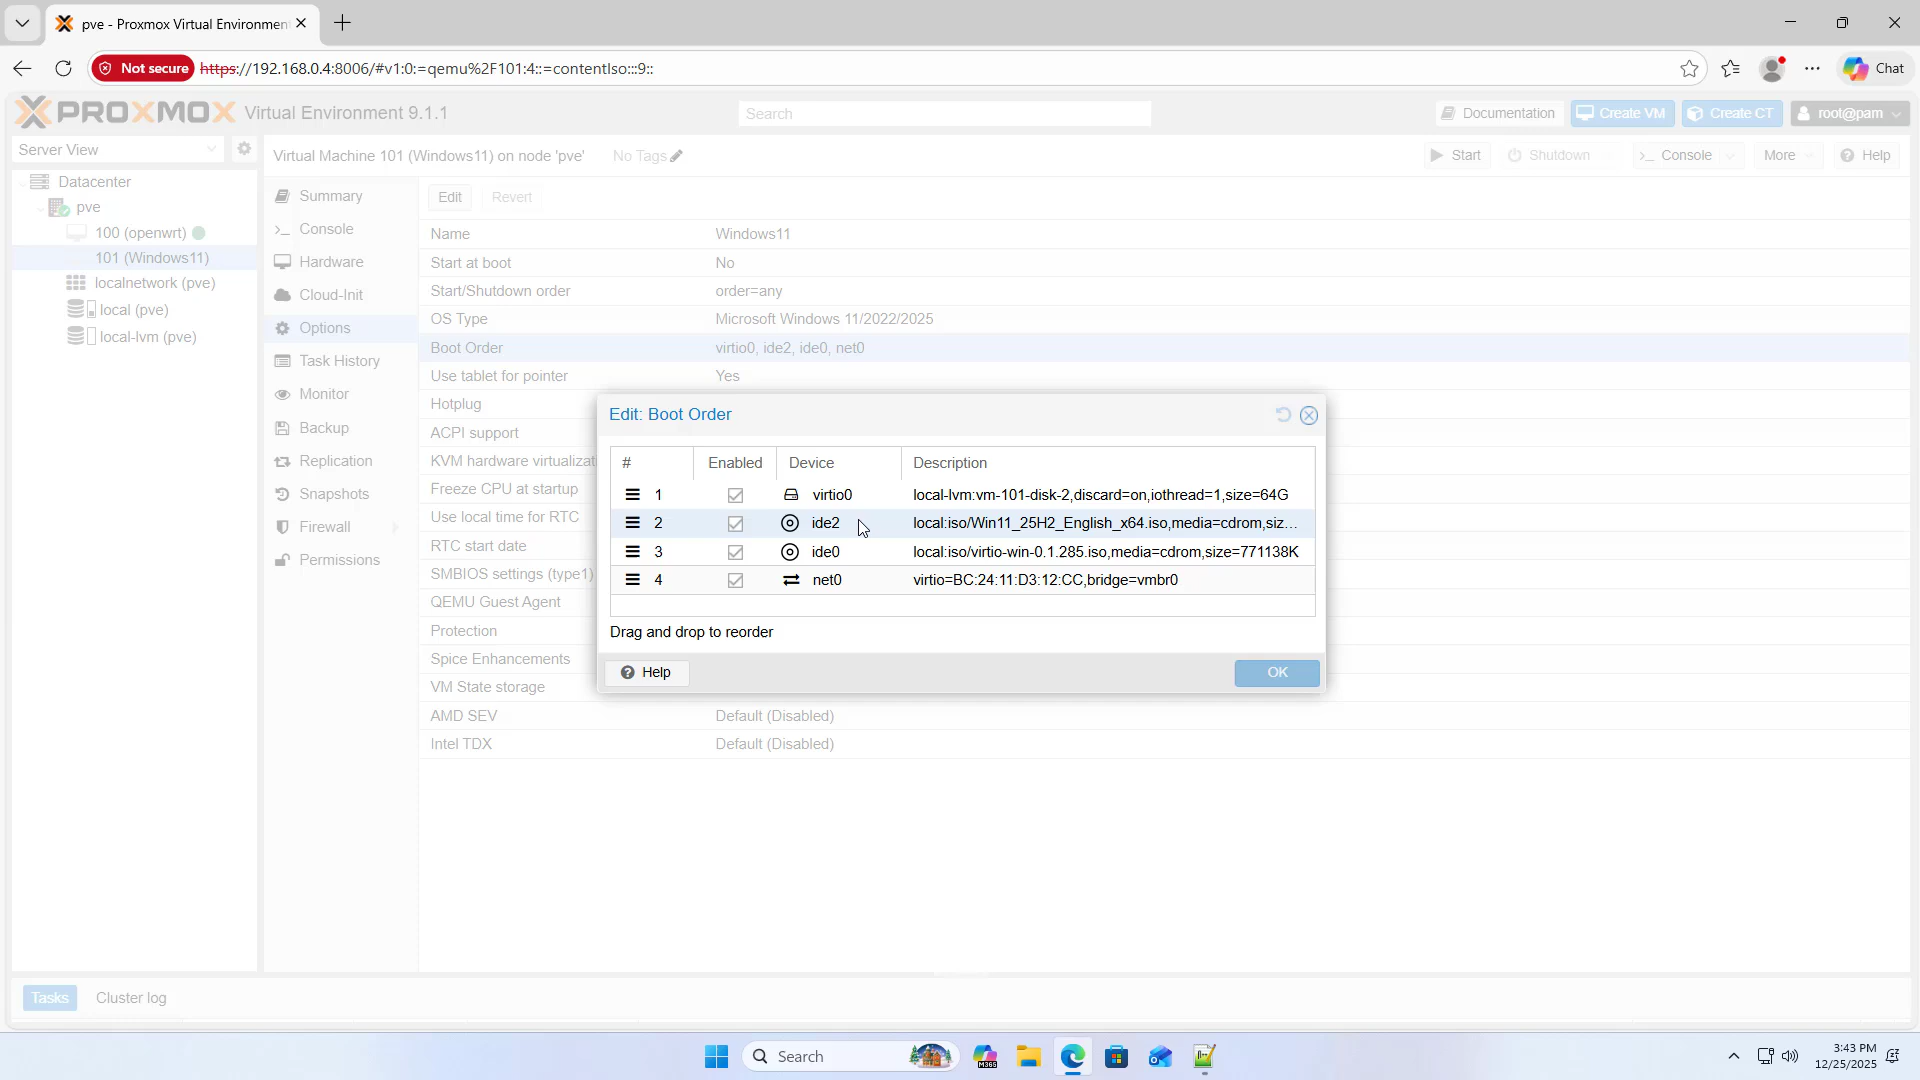 pve - Proxmox Virtual Environmen
Not secure https://192.168.0.4:8006/#v1:0:=qemu%2F101:4::=contentIso:::9::
Chat
PROXMOX Virtual Environment 9.1.1
Search
Documentation
Create VM
Create CT
root@pam
Server View
Virtual Machine 101 (Windows11) on node 'pve'
No Tags
Start
Shutdown
Console
More
Help
Datacenter
pve
100 (openwrt)
101 (Windows11)
localnetwork (pve)
local (pve)
local-lvm (pve)
Summary
Console
Hardware
Cloud-Init
Options
Task History
Monitor
Backup
Replication
Snapshots
Firewall
Permissions
Edit
Revert
Name Windows11
Start at boot No
Start/Shutdown order order=any
OS Type Microsoft Windows 11/2022/2025
Boot Order virtio0, ide2, ide0, net0
Use tablet for pointer Yes
Hotplug
ACPI support
KVM hardware virtualizat
Freeze CPU at startup
Use local time for RTC
RTC start date
SMBIOS settings (type1)
QEMU Guest Agent
Protection
Spice Enhancements
VM State storage
AMD SEV Default (Disabled)
Intel TDX Default (Disabled)
Edit: Boot Order
# Enabled Device Description
1 virtio0 local-lvm:vm-101-disk-2,discard=on,iothread=1,size=64G
2 ide2 local:iso/Win11_25H2_English_x64.iso,media=cdrom,siz...
3 ide0 local:iso/virtio-win-0.1.285.iso,media=cdrom,size=771138K
4 net0 virtio=BC:24:11:D3:12:CC,bridge=vmbr0
Drag and drop to reorder
Help
OK
Tasks
Cluster log
Search
M365
3:43 PM
12/25/2025